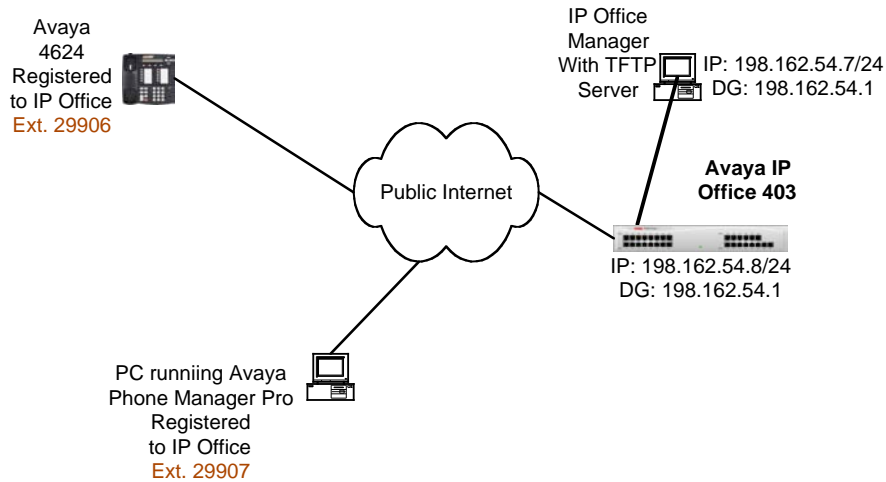 Avaya
4624
Registered
to IP Office
Ext. 29906
IP Office
Manager
With TFTP
Server
IP: 198.162.54.7/24
DG: 198.162.54.1
Public Internet
Avaya IP
Office 403
IP: 198.162.54.8/24
DG: 198.162.54.1
PC runniing Avaya
Phone Manager Pro
Registered
to IP Office
Ext. 29907